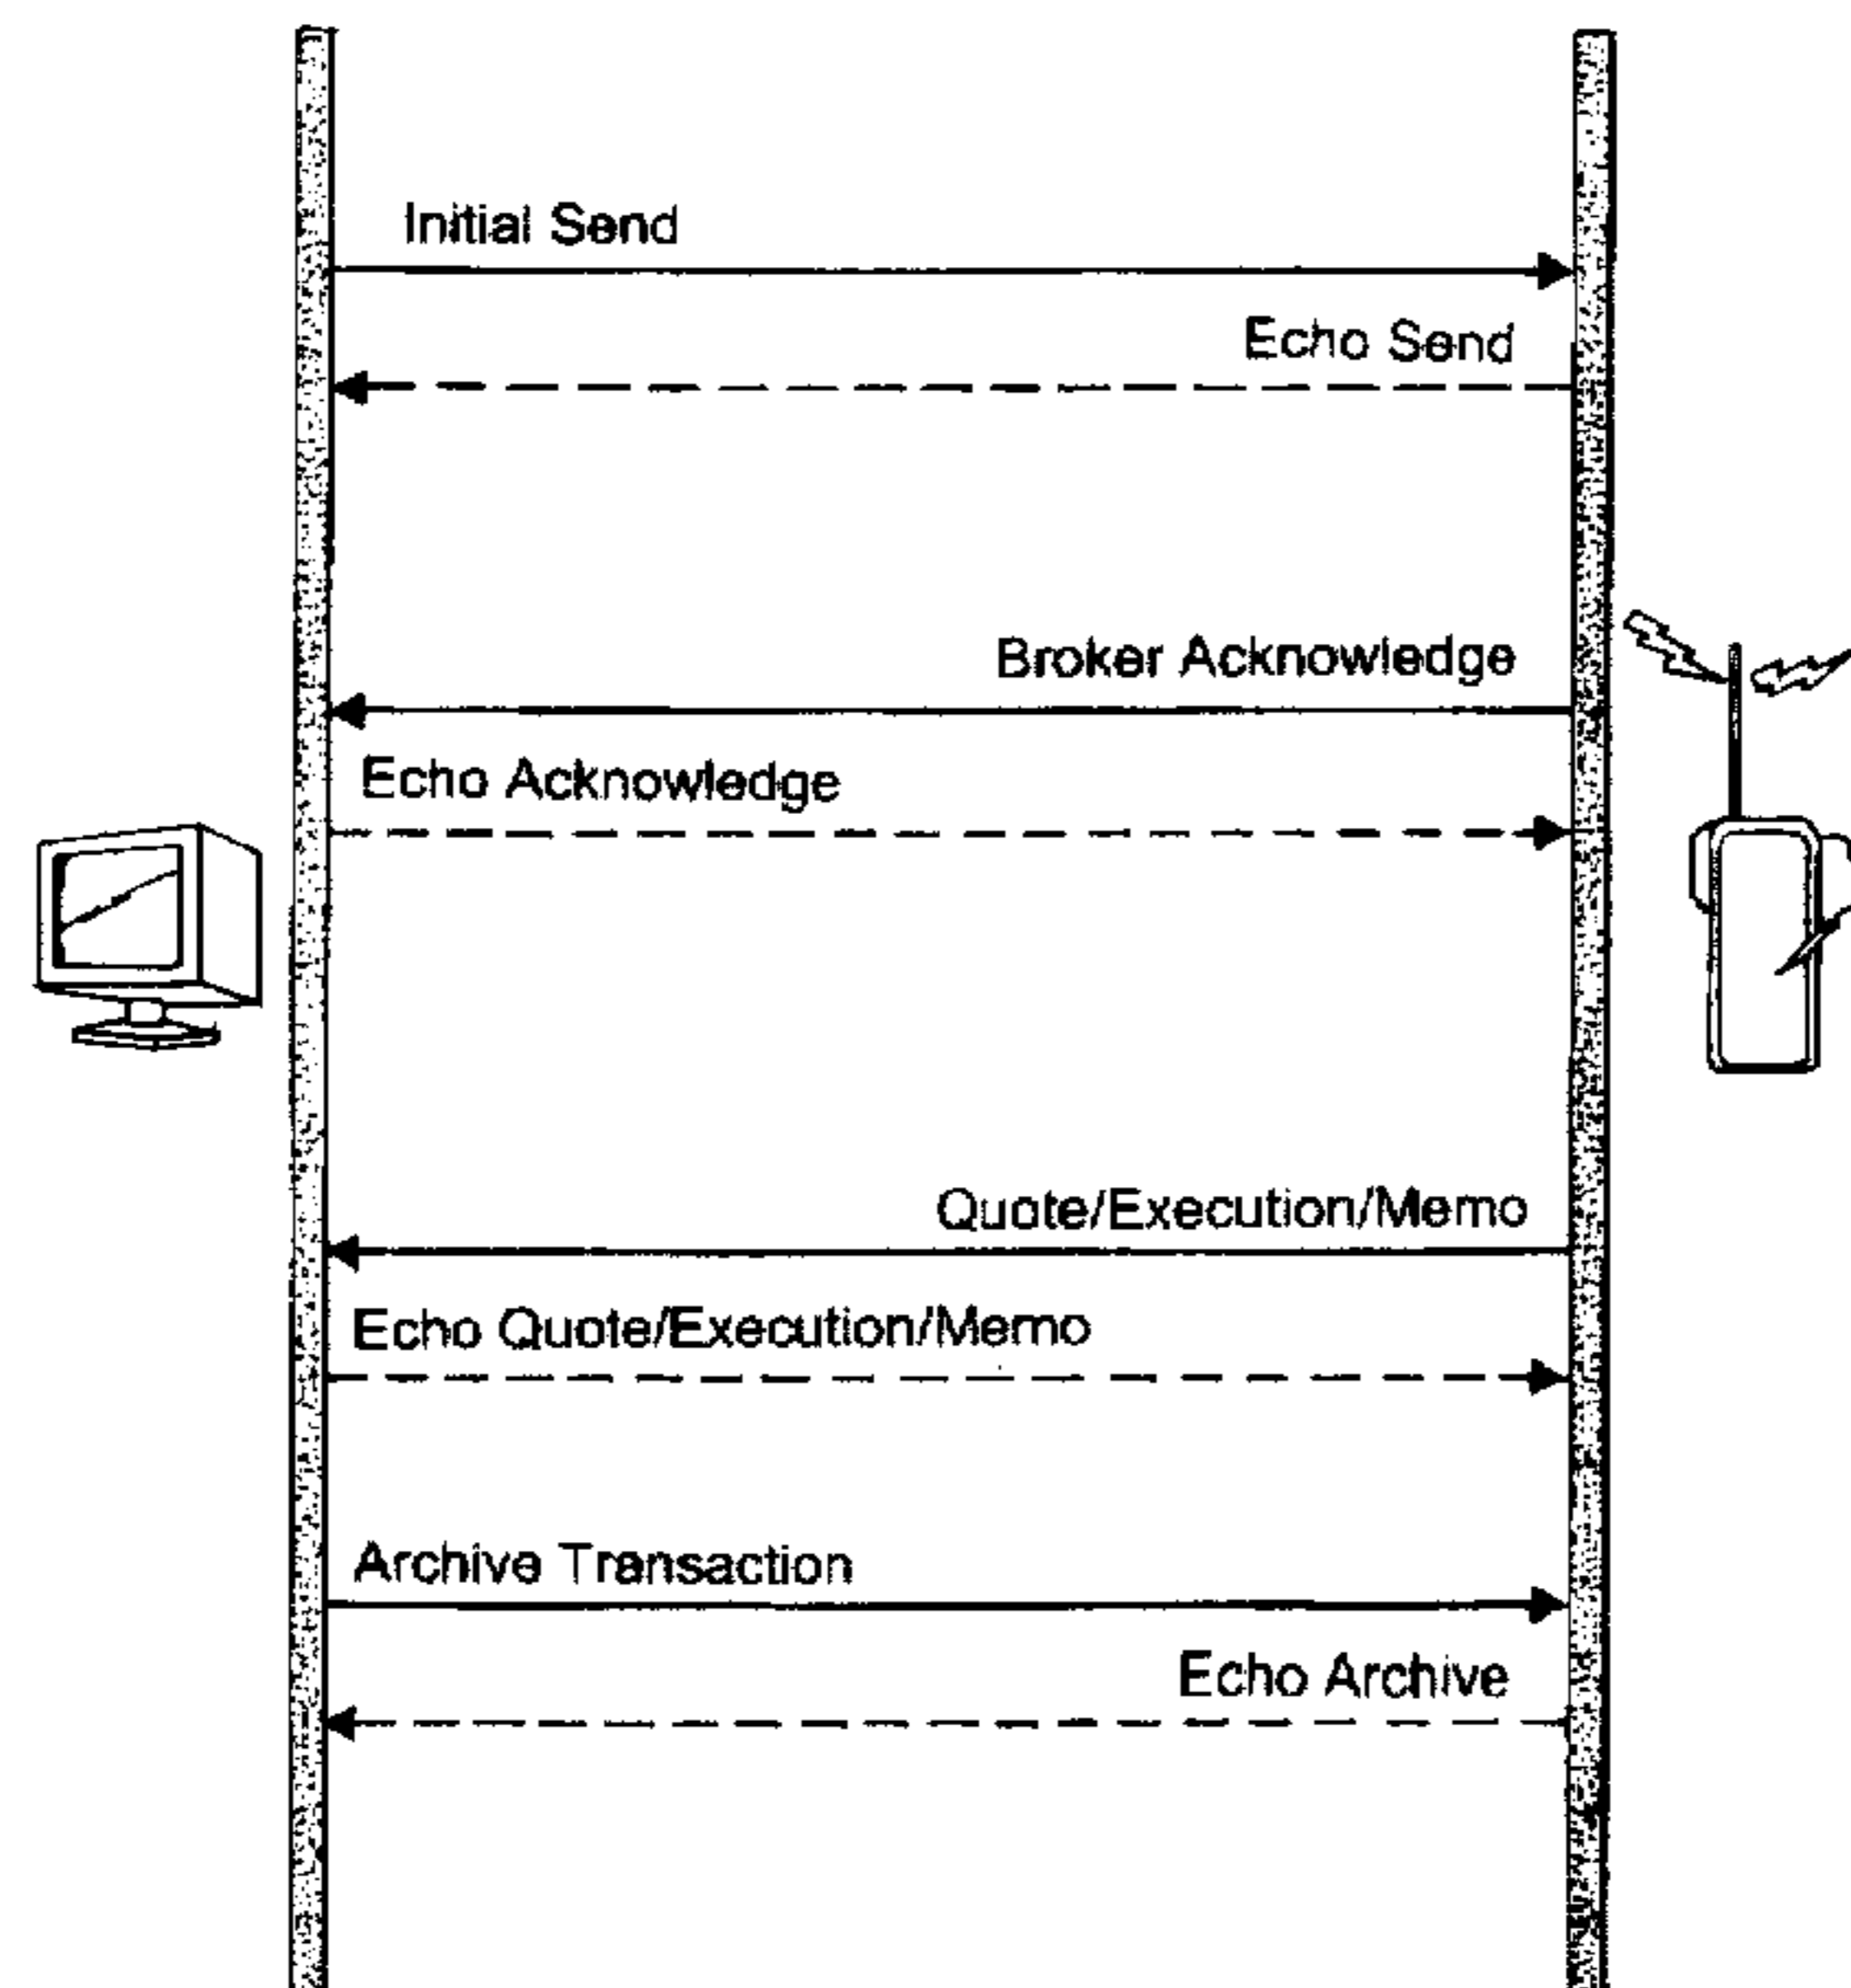 Initial Send
Echo Send
Broker Acknowledge
Echo Acknowledge
Quote/Execution/Memo
Echo Quote/Execution/Memo
Archive Transaction
Echo Archive